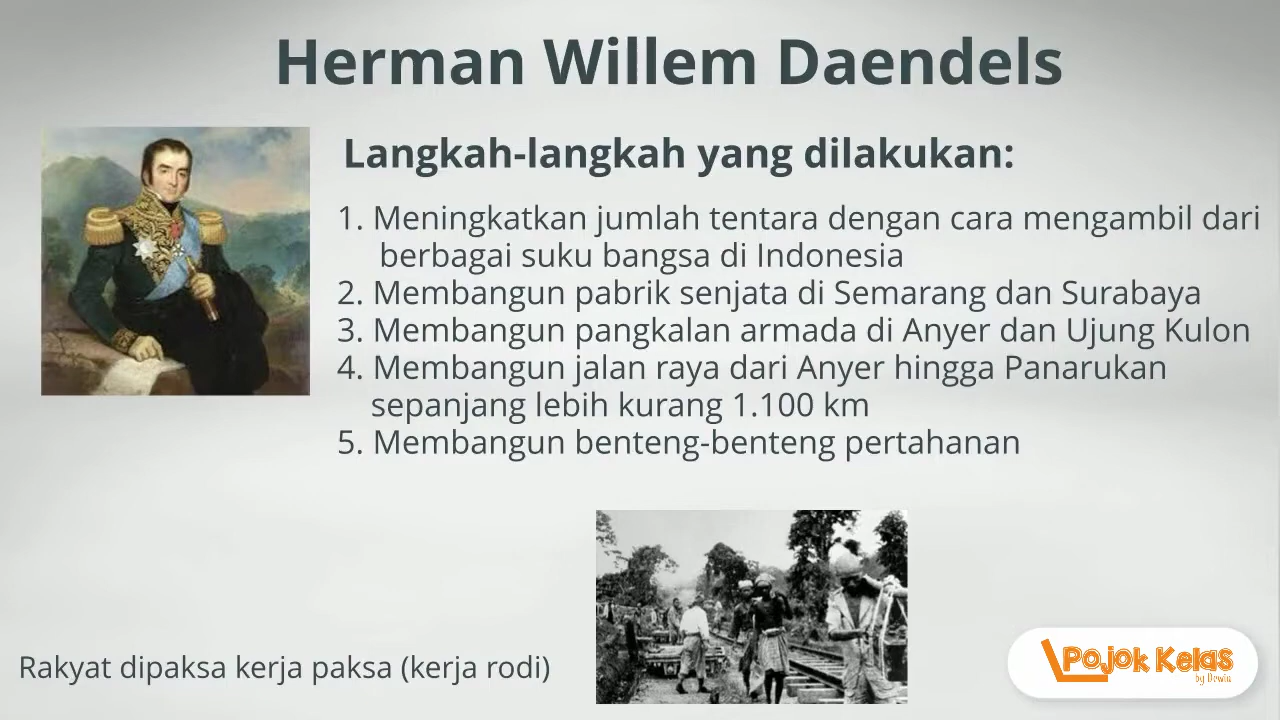 Herman Willem Daendels
Langkah-langkah yang dilakukan:
1. Meningkatkan jumlah tentara dengan cara mengambil dari
berbagai suku bangsa di Indonesia
2. Membangun pabrik senjata di Semarang dan Surabaya
3. Membangun pangkalan armada di Anyer dan Ujung Kulon
4. Membangun jalan raya dari Anyer hingga Panarukan
sepanjang lebih kurang 1.100 km
5. Membangun benteng-benteng pertahanan
Rakyat dipaksa kerja paksa (kerja rodi)
Pojok Kelas
by Dewia